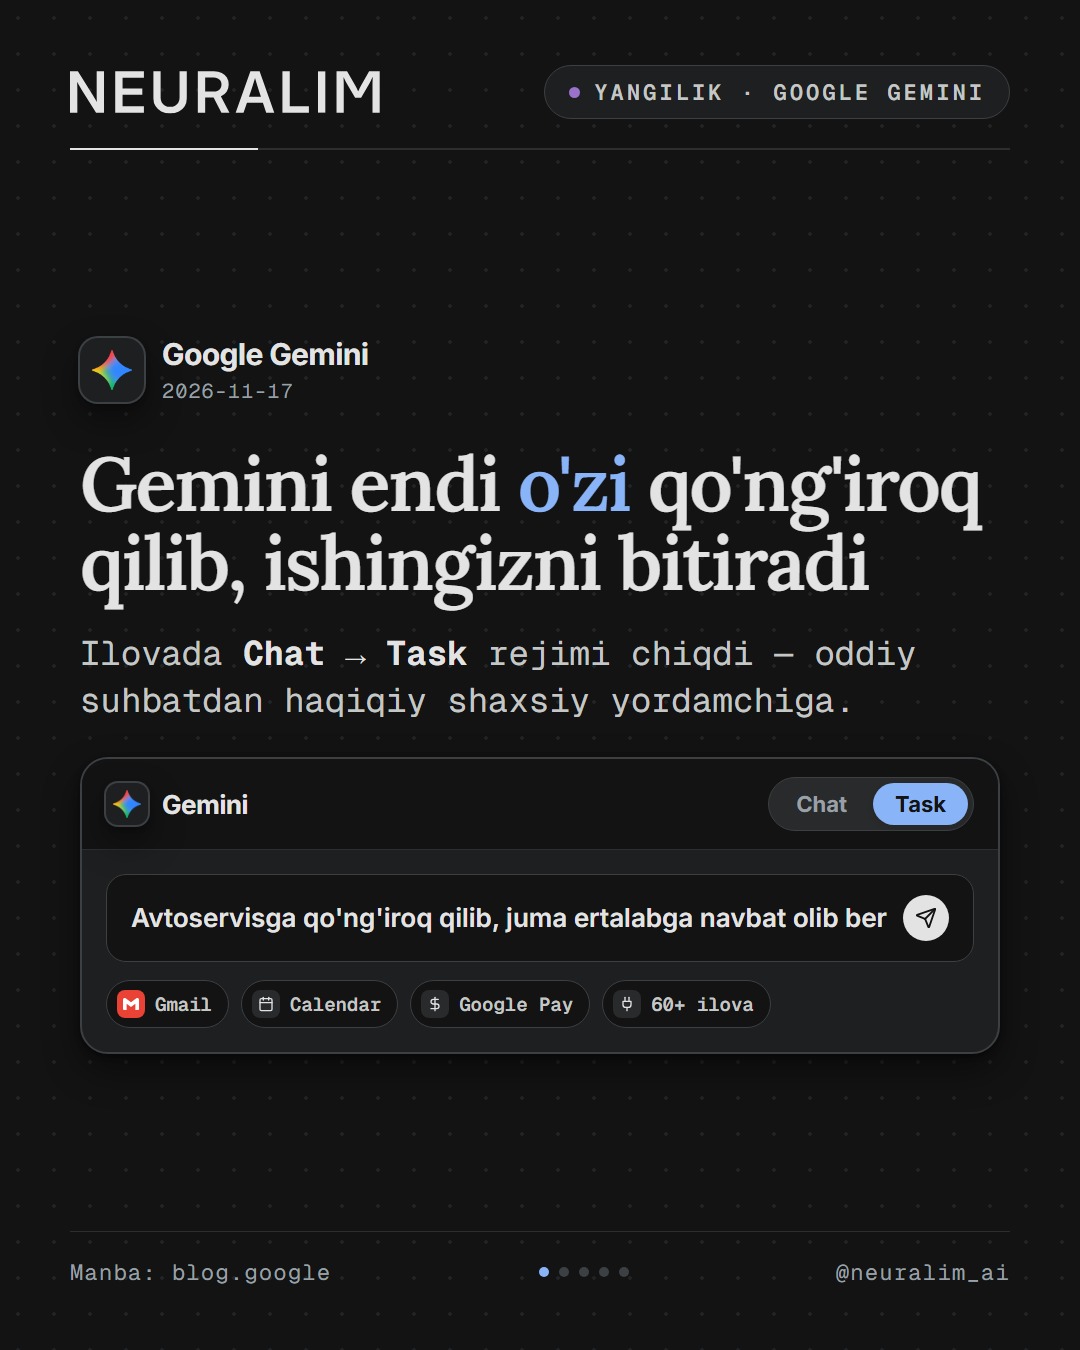 NEURALIM
YANGILIK · GOOGLE GEMINI
Google Gemini
2026-11-17
Gemini endi o'zi qo'ng'iroq
qilib, ishingizni bitiradi
Ilovada Chat → Task rejimi chiqdi — oddiy
suhbatdan haqiqiy shaxsiy yordamchiga.
Gemini
Chat Task
Avtoservisga qo'ng'iroq qilib, juma ertalabga navbat olib ber
Gmail Calendar Google Pay 60+ ilova
Manba: blog.google
@neuralim_ai